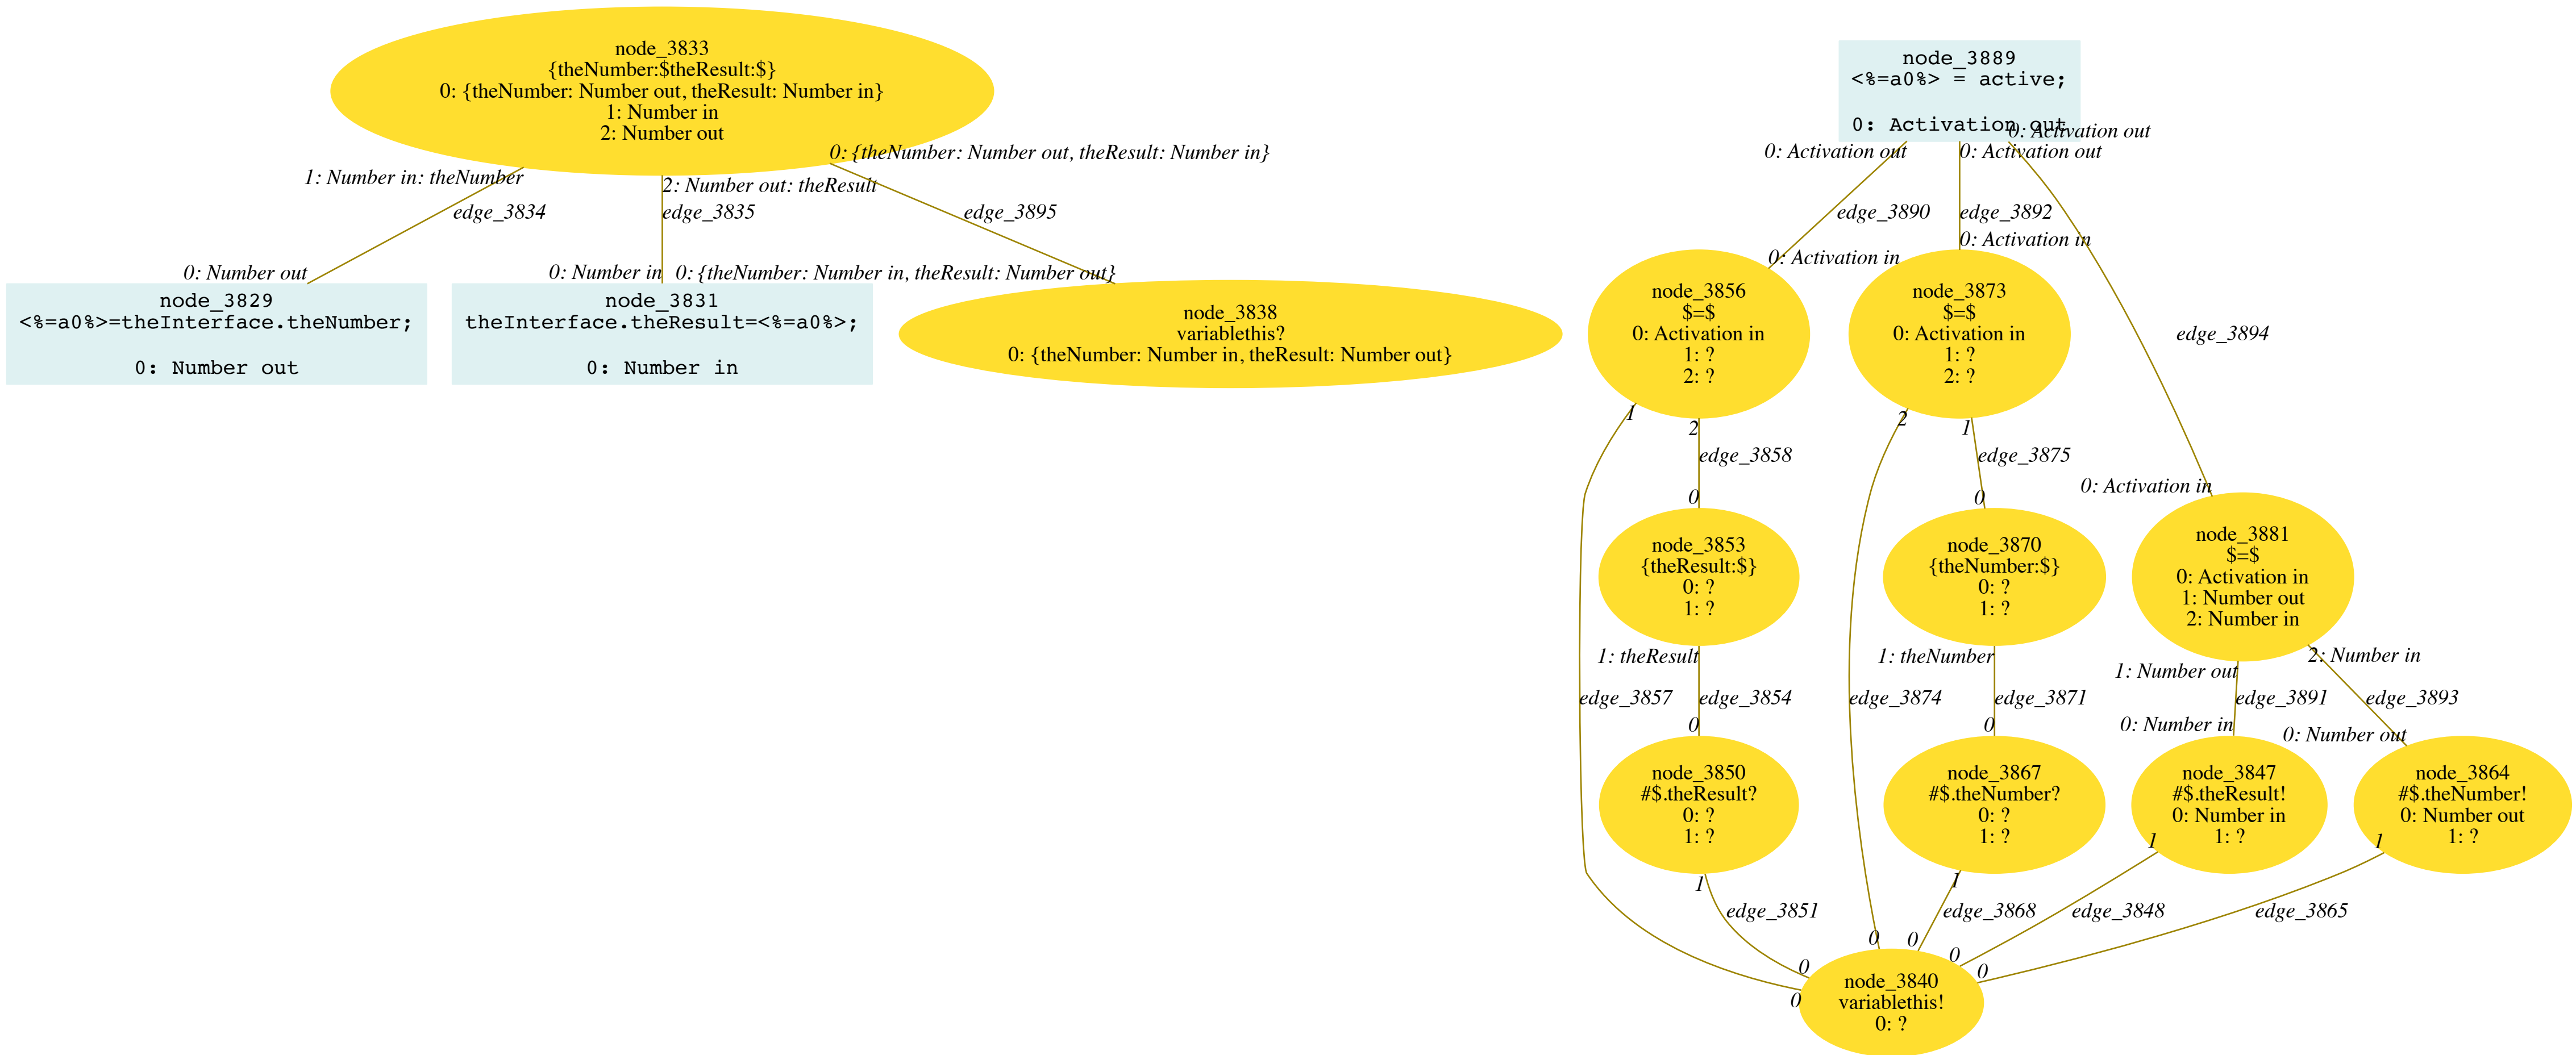 node_3833
{theNumber:$theResult:$}
0: {theNumber: Number out, theResult: Number in}
1: Number in
2: Number out
node_3889
<%=a0%> = active;
0: Activation out
0: Activation out
0: {theNumber: Number out, theResult: Number in}
0: Activation out
0: Activation out
1: Number in: theNumber
2: Number out: theResult
edge_3834
edge_3835
edge_3895
edge_3890
edge_3892
0: Activation in
0: Activation in
0: Number out
0: Number in
0: {theNumber: Number in, theResult: Number out}
node_3829
<%=a0%>=theInterface.theNumber;
0: Number out
node_3831
theInterface.theResult=<%=a0%>;
0: Number in
node_3838
variablethis?
0: {theNumber: Number in, theResult: Number out}
node_3856
$=$
0: Activation in
1: ?
2: ?
node_3873
$=$
0: Activation in
1: ?
2: ?
edge_3894
1
2
2
1
edge_3858
edge_3875
0: Activation in
0
0
node_3853
{theResult:$}
0: ?
1: ?
node_3870
{theNumber:$}
0: ?
1: ?
node_3881
$=$
0: Activation in
1: Number out
2: Number in
1: theResult
1: theNumber
1: Number out
2: Number in
edge_3857
edge_3854
edge_3874
edge_3871
edge_3891
edge_3893
0
0
0: Number in
0: Number out
node_3850
#$.theResult?
0: ?
1: ?
node_3867
#$.theNumber?
0: ?
1: ?
node_3847
#$.theResult!
0: Number in
1: ?
node_3864
#$.theNumber!
0: Number out
1: ?
1
1
1
1
edge_3851
edge_3868
edge_3848
edge_3865
0
0
0
0
0
0
node_3840
variablethis!
0: ?